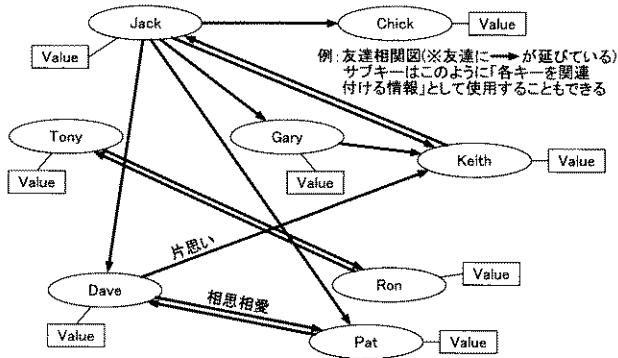 Jack
Chick
Value
Value
例：友達相関図(※友達に→が延びている)
サブキーはこのように「各キーを関連
付ける情報」として使用することもできる
Tony
Gary
Keith
Value
Value
Value
片思い
Dave
相思相愛
Ron
Value
Value
Pat
Value